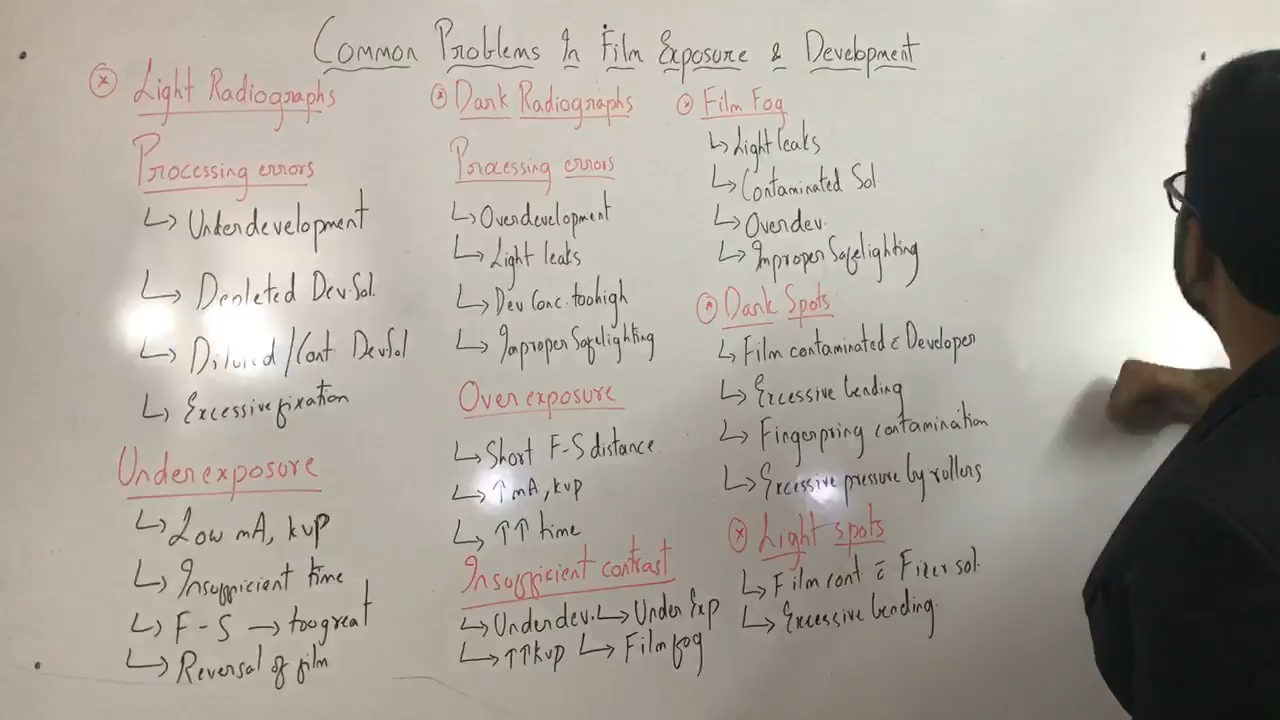 Common Problems In Film Exposure & Development
Light Radiographs
Processing errors
↳ Underdevelopment
↳ Depleted Dev. Sol.
↳ Diluted / Cont. Dev Sol
↳ Excessive fixation
Underexposure
↳ Low mA, kvp
↳ Insufficient time
↳ F-S → too great
↳ Reversal of film
Dark Radiographs
Processing errors
↳ Overdevelopment
↳ Light leaks
↳ Dev Conc. too high
↳ Improper Safelighting
Overexposure
↳ Short F-S distance
↳ ↑ mA, kvp
↳ ↑↑ time
Insufficient contrast
↳ Underdev. ↳ Under Exp
↳ ↑↑ kvp ↳ Film fog
Film Fog
↳ Light leaks
↳ Contaminated Sol
↳ Overdev.
↳ Improper Safelighting
Dark Spots
↳ Film contaminated c̄ Developer
↳ Excessive bending
↳ Fingerpring contamination
↳ Excessive pressure by rollers
Light spots
↳ Film cont c̄ Fixer sol.
↳ Excessive bending.